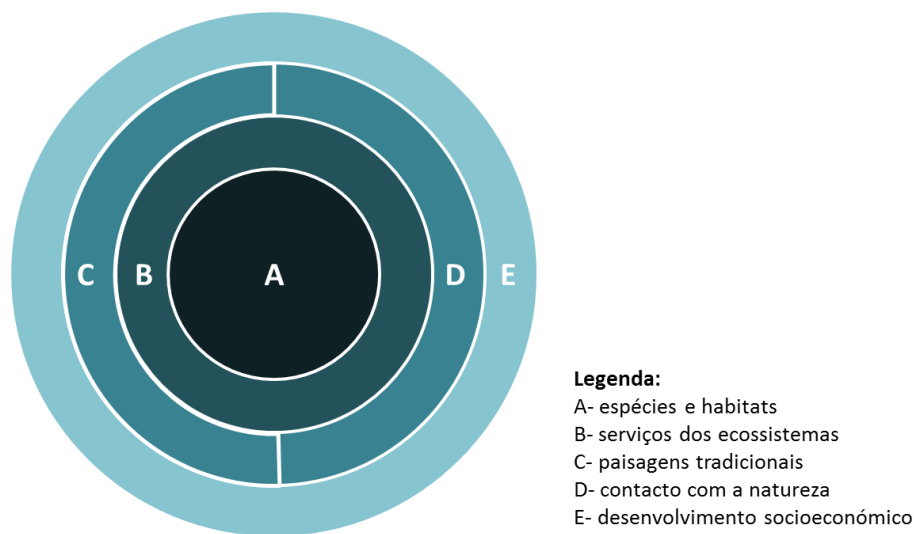 C B A D E
Legenda:
A- espécies e habitats
B- serviços dos ecossistemas
C- paisagens tradicionais
D- contacto com a natureza
E- desenvolvimento socioeconómico